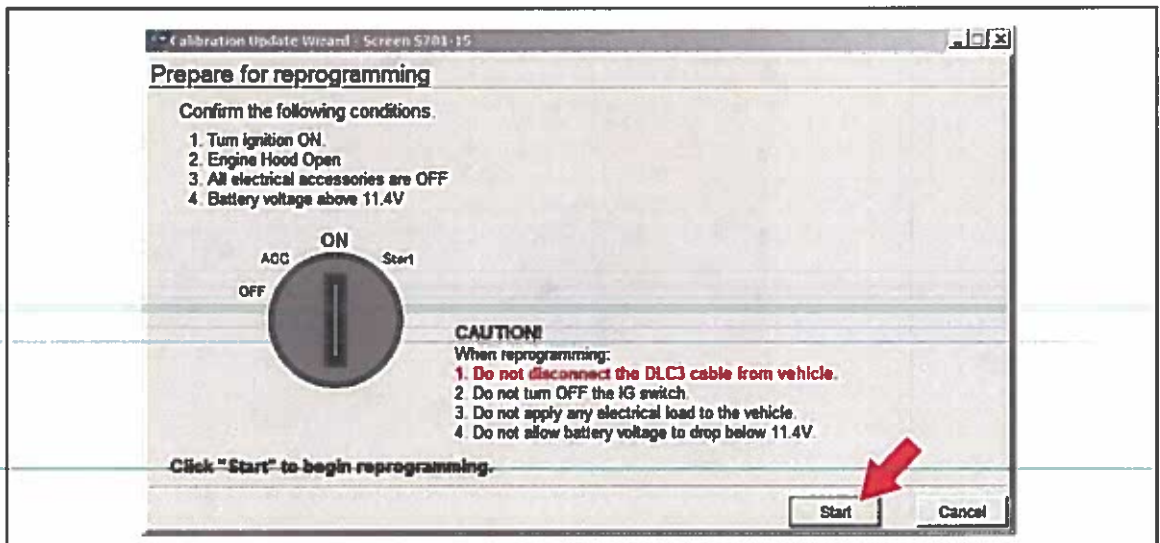 Calibration Update Wizard - Screen S701-15
Prepare for reprogramming
Confirm the following conditions.
1. Turn ignition ON.
2. Engine Hood Open
3. All electrical accessories are OFF
4. Battery voltage above 11.4V
ON
ACC
Start
OFF
CAUTION!
When reprogramming:
1. Do not disconnect the DLC3 cable from vehicle.
2. Do not turn OFF the IG switch.
3. Do not apply any electrical load to the vehicle.
4. Do not allow battery voltage to drop below 11.4V.
Click "Start" to begin reprogramming.
Start
Cancel